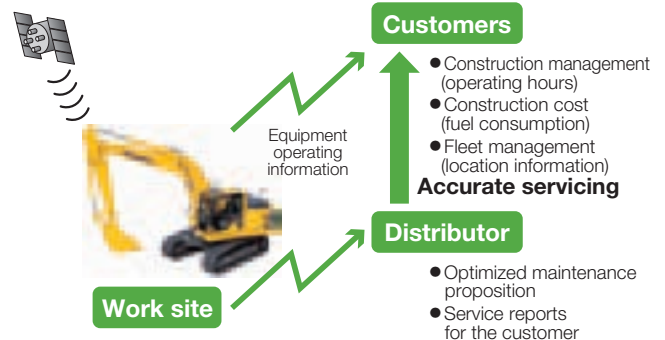 Customers
● Construction management
(operating hours)
● Construction cost
(fuel consumption)
● Fleet management
(location information)
Accurate servicing
Equipment
operating
information
Distributor
● Optimized maintenance
proposition
● Service reports
for the customer
Work site